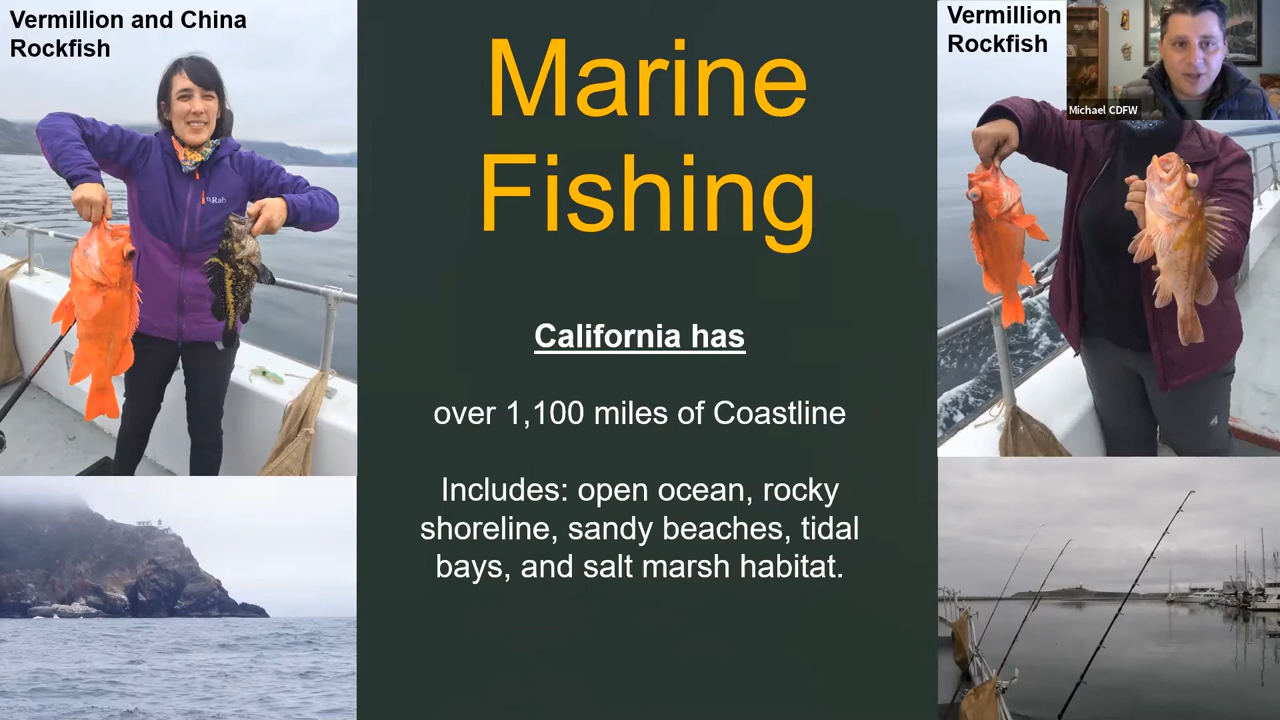 Vermillion and China
Rockfish
Marine
Fishing
California has
over 1,100 miles of Coastline
Includes: open ocean, rocky
shoreline, sandy beaches, tidal
bays, and salt marsh habitat.
Vermillion
Rockfish
Michael CDFW
Rab